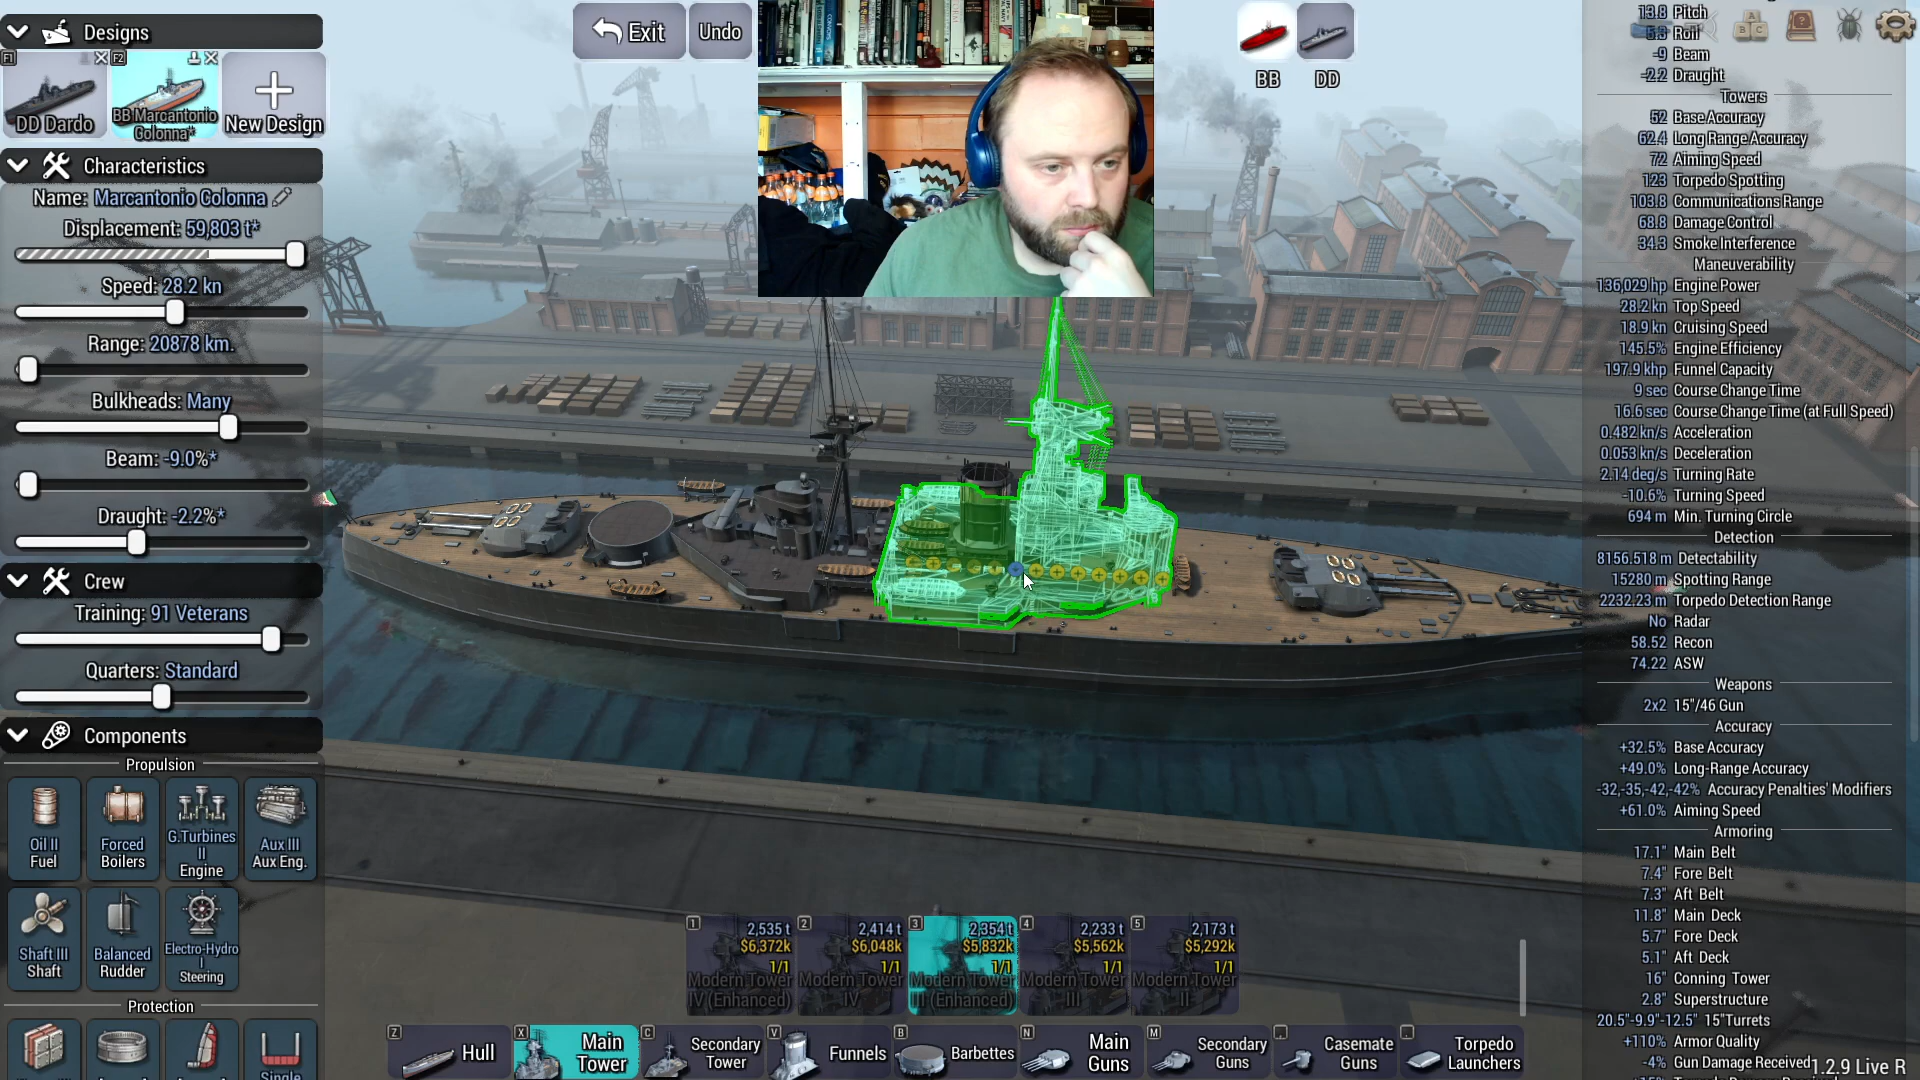 Designs
F1
DD Dardo
F2
BB Marcantonio
Colonna*
New Design
Exit
Undo
BB
DD
Characteristics
Name: Marcantonio Colonna
Displacement: 59,803 t*
Speed: 28.2 kn
Range: 20878 km.
Bulkheads: Many
Beam: -9.0%*
Draught: -2.2%*
Crew
Training: 91 Veterans
Quarters: Standard
Components
Propulsion
Oil II
Fuel
Forced
Boilers
G.Turbines
II
Engine
Aux III
Aux Eng.
Shaft III
Shaft
Balanced
Rudder
Electro-Hydro
I
Steering
Protection
Single
1
2,535 t
$6,372k
1/1
Modern Tower
IV (Enhanced)
2
2,414 t
$6,048k
1/1
Modern Tower
IV
3
2,354 t
$5,832k
1/1
Modern Tower
III (Enhanced)
4
2,233 t
$5,562k
1/1
Modern Tower
III
5
2,173 t
$5,292k
1/1
Modern Tower
II
Z
Hull
X
Main
Tower
C
Secondary
Tower
V
Funnels
B
Barbettes
N
Main
Guns
M
Secondary
Guns
Casemate
Guns
Torpedo
Launchers
13.8 Pitch
Roll
-9 Beam
-2.2 Draught
Towers
52 Base Accuracy
62.4 Long Range Accuracy
72 Aiming Speed
123 Torpedo Spotting
103.8 Communications Range
68.8 Damage Control
34.3 Smoke Interference
Maneuverability
136,029 hp Engine Power
28.2 kn Top Speed
18.9 kn Cruising Speed
145.5% Engine Efficiency
197.9 khp Funnel Capacity
9 sec Course Change Time
16.6 sec Course Change Time (at Full Speed)
0.482 kn/s Acceleration
0.053 kn/s Deceleration
2.14 deg/s Turning Rate
-10.6% Turning Speed
694 m Min. Turning Circle
Detection
8156.518 m Detectability
15280 m Spotting Range
2232.23 m Torpedo Detection Range
No Radar
58.52 Recon
74.22 ASW
Weapons
2x2 15"/46 Gun
Accuracy
+32.5% Base Accuracy
+49.0% Long-Range Accuracy
-32,-35,-42,-42% Accuracy Penalties' Modifiers
+61.0% Aiming Speed
Armoring
17.1" Main Belt
7.4" Fore Belt
7.3" Aft Belt
11.8" Main Deck
5.7" Fore Deck
5.1" Aft Deck
16" Conning Tower
2.8" Superstructure
20.5"-9.9"-12.5" 15"Turrets
+110% Armor Quality
-4% Gun Damage Received
1.2.9 Live R